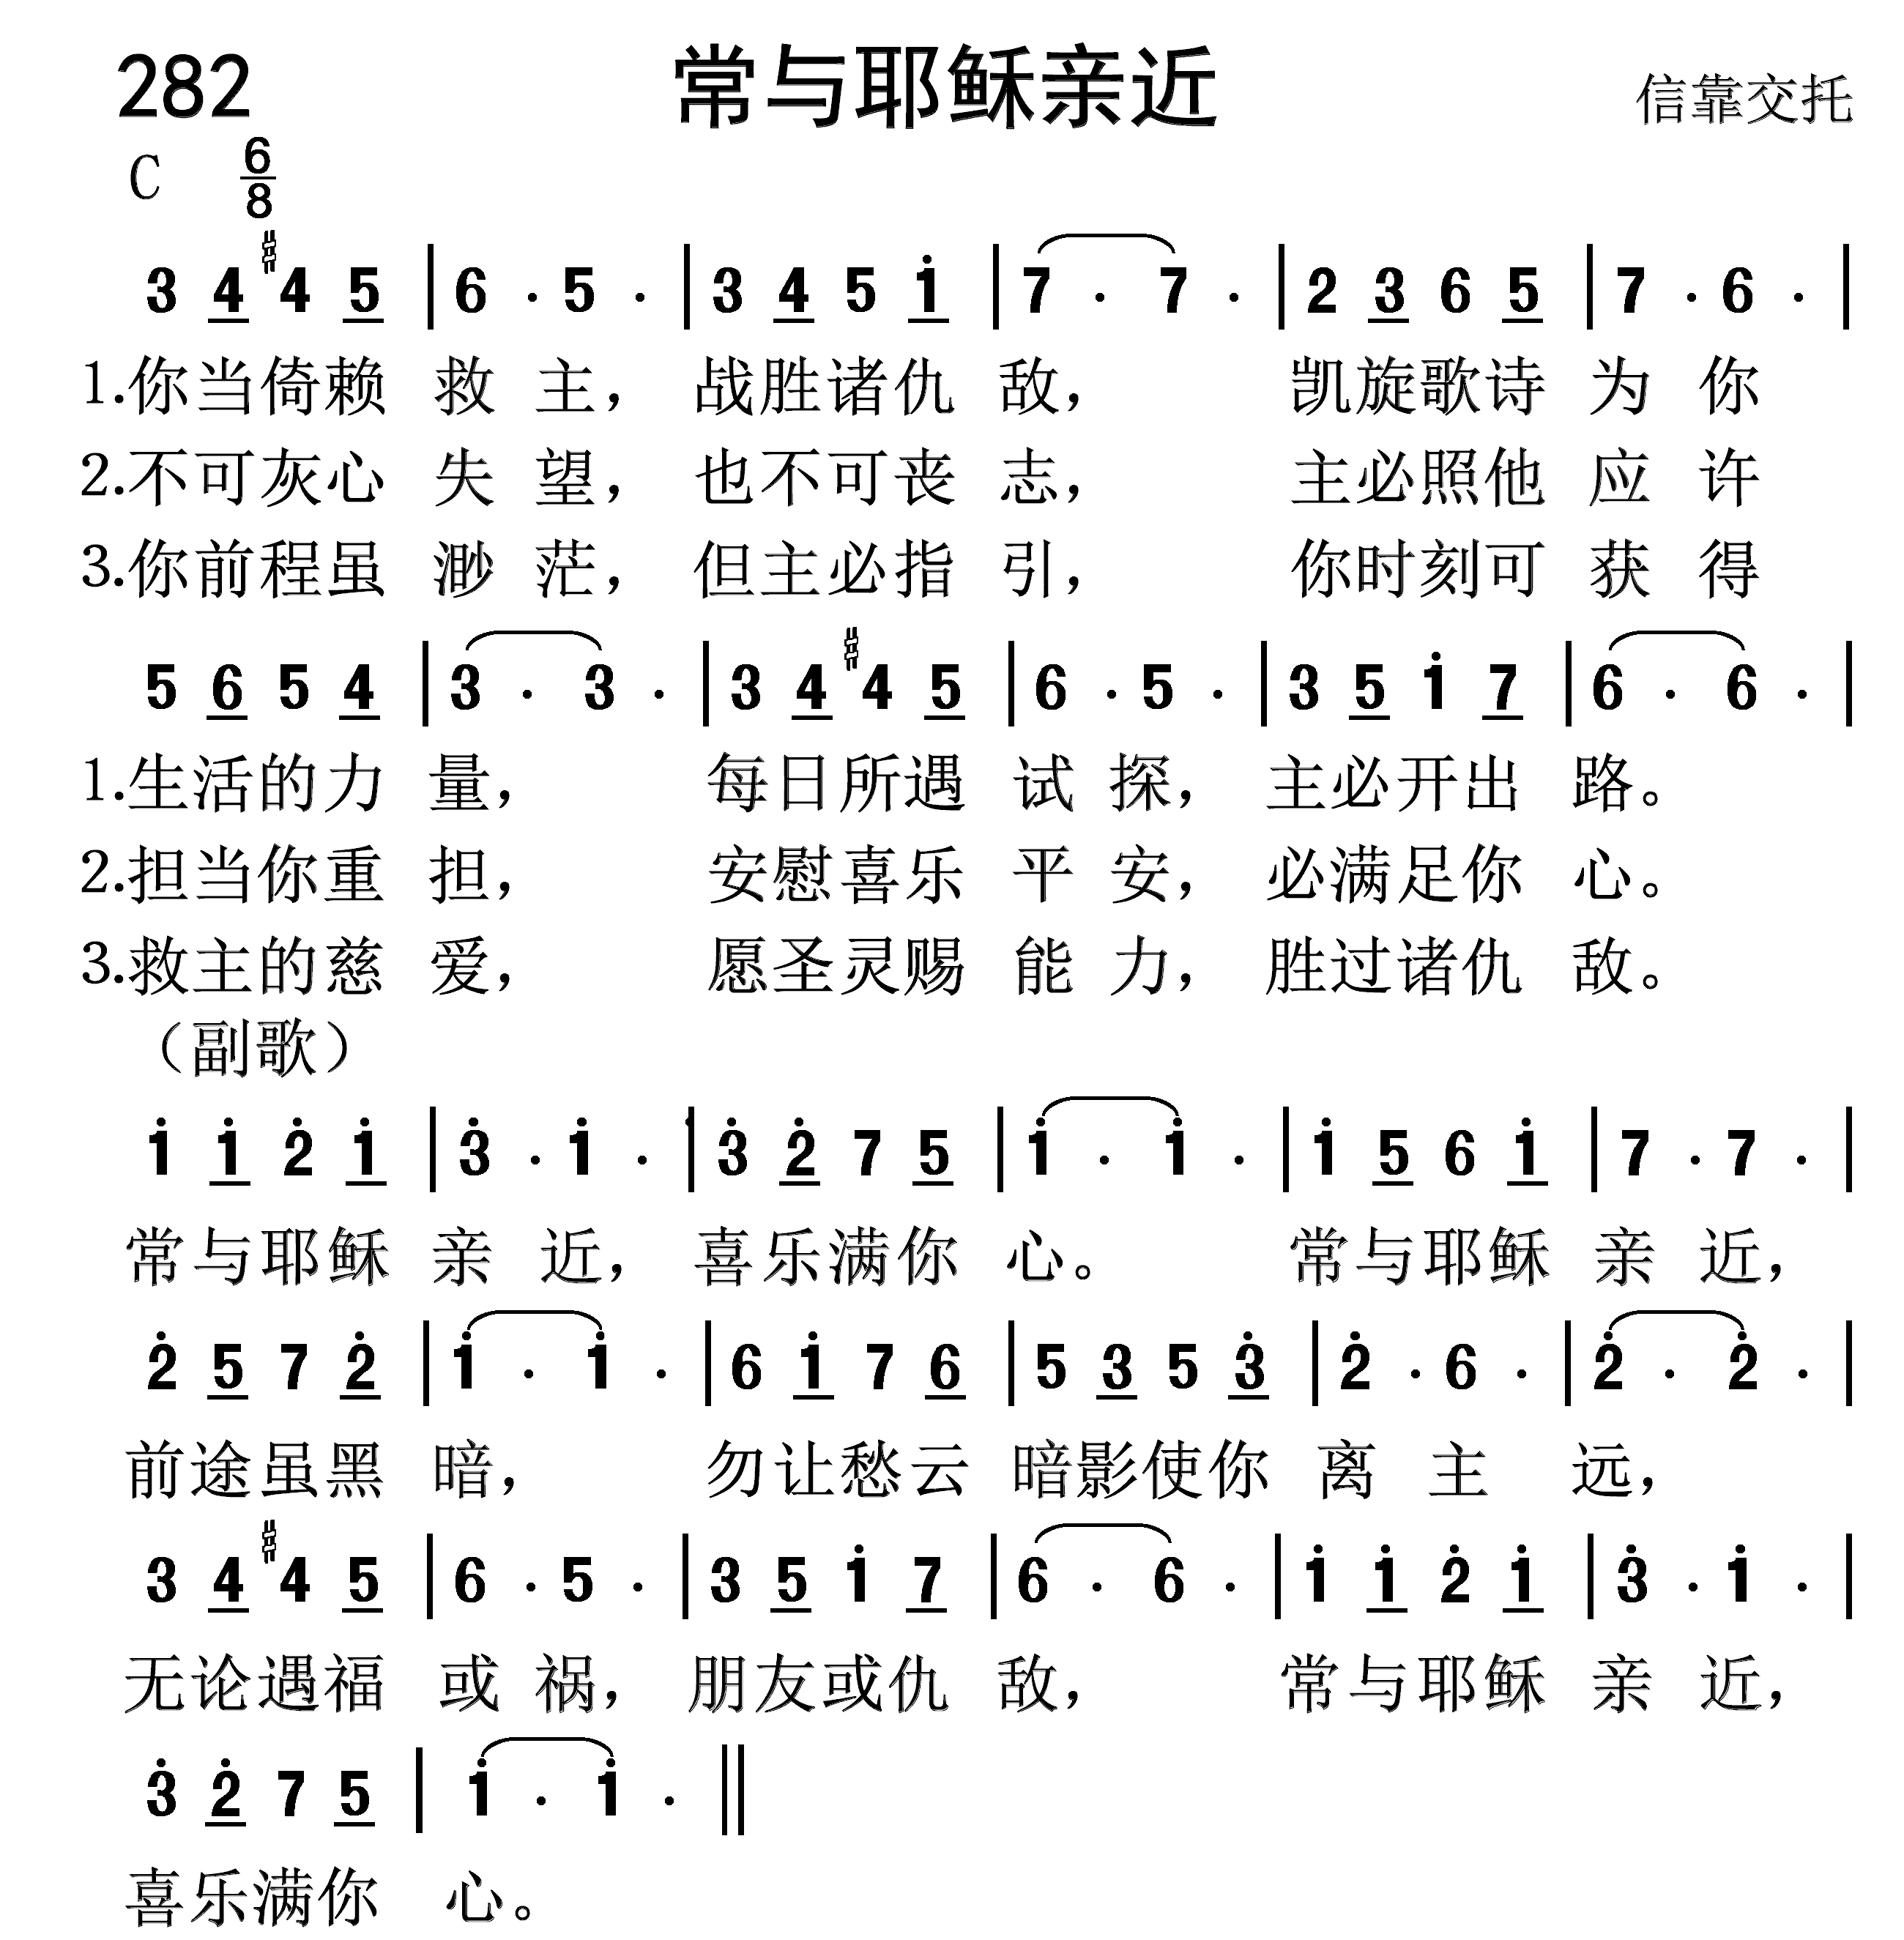 282 常与耶稣亲近 信靠交托
C 6/8
3 4 #4 5 | 6 · 5 · | 3 4 5 i | 7 · 7 · | 2 3 6 5 | 7 · 6 · |
1.你当倚赖 救 主， 战胜诸仇 敌， 凯旋歌诗 为 你
2.不可灰心 失 望， 也不可丧 志， 主必照他 应 许
3.你前程虽 渺 茫， 但主必指 引， 你时刻可 获 得
5 6 5 4 | 3 · 3 · | 3 4 #4 5 | 6 · 5 · | 3 5 i 7 | 6 · 6 · |
1.生活的力 量， 每日所遇 试 探， 主必开出 路。
2.担当你重 担， 安慰喜乐 平 安， 必满足你 心。
3.救主的慈 爱， 愿圣灵赐 能 力， 胜过诸仇 敌。
（副歌）
i i 2̇ i | 3̇ · i · | 3̇ 2̇ 7 5 | i · i · | i 5 6 i | 7 · 7 · |
常与耶稣 亲 近， 喜乐满你 心。 常与耶稣 亲 近，
2̇ 5 7 2̇ | i · i · | 6 i 7 6 | 5 3 5 3̇ | 2̇ · 6 · | 2̇ · 2̇ · |
前途虽黑 暗， 勿让愁云 暗影使你 离 主 远，
3 4 #4 5 | 6 · 5 · | 3 5 i 7 | 6 · 6 · | i i 2̇ i | 3̇ · i · |
无论遇福 或 祸， 朋友或仇 敌， 常与耶稣 亲 近，
3̇ 2̇ 7 5 | i · i · ||
喜乐满你 心。